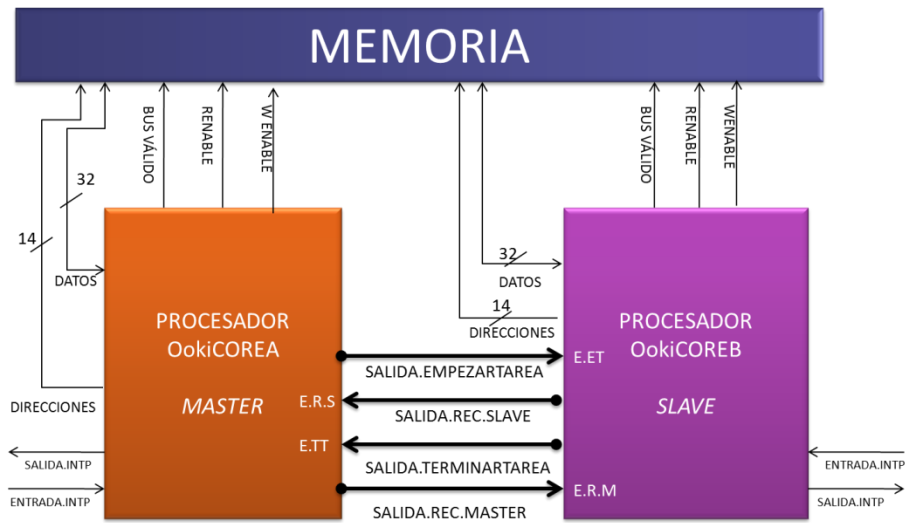 MEMORIA
BUS VÁLIDO
RENABLE
W ENABLE
BUS VÁLIDO
RENABLE
WENABLE
32
14
DATOS
32
DATOS
14
DIRECCIONES
PROCESADOR
OokiCOREA
MASTER
PROCESADOR
OokiCOREB
SLAVE
E.ET
SALIDA.EMPEZARTAREA
DIRECCIONES
E.R.S
SALIDA.REC.SLAVE
E.TT
SALIDA.TERMINARTAREA
SALIDA.INTP
ENTRADA.INTP
ENTRADA.INTP
SALIDA.INTP
E.R.M
SALIDA.REC.MASTER